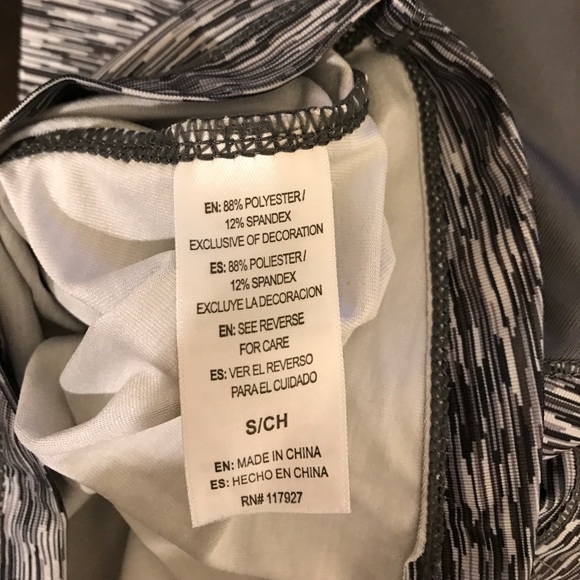 EN: 88% POLYESTER/
12% SPANDEX
EXCLUSIVE OF DECORATION
ES: 88% POLIESTER/
12% SPANDEX
EXCLUYE LA DECORACION
EN: SEE REVERSE
FOR CARE
ES: VER EL REVERSO
PARA EL CUIDADO
S/CH
EN: MADE IN CHINA
ES: HECHO EN CHINA
RN# 117927